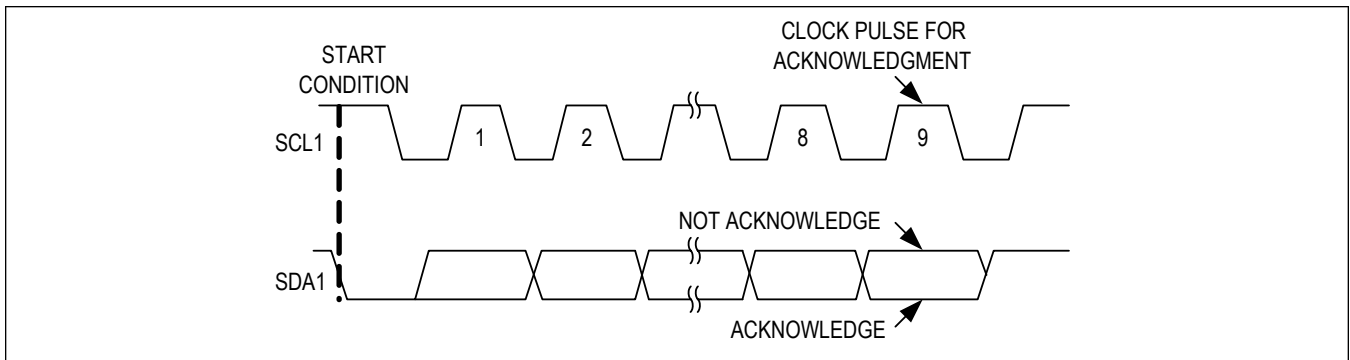 START
CONDITION
CLOCK PULSE FOR
ACKNOWLEDGMENT
SCL1
1
2
8
9
NOT ACKNOWLEDGE
SDA1
ACKNOWLEDGE